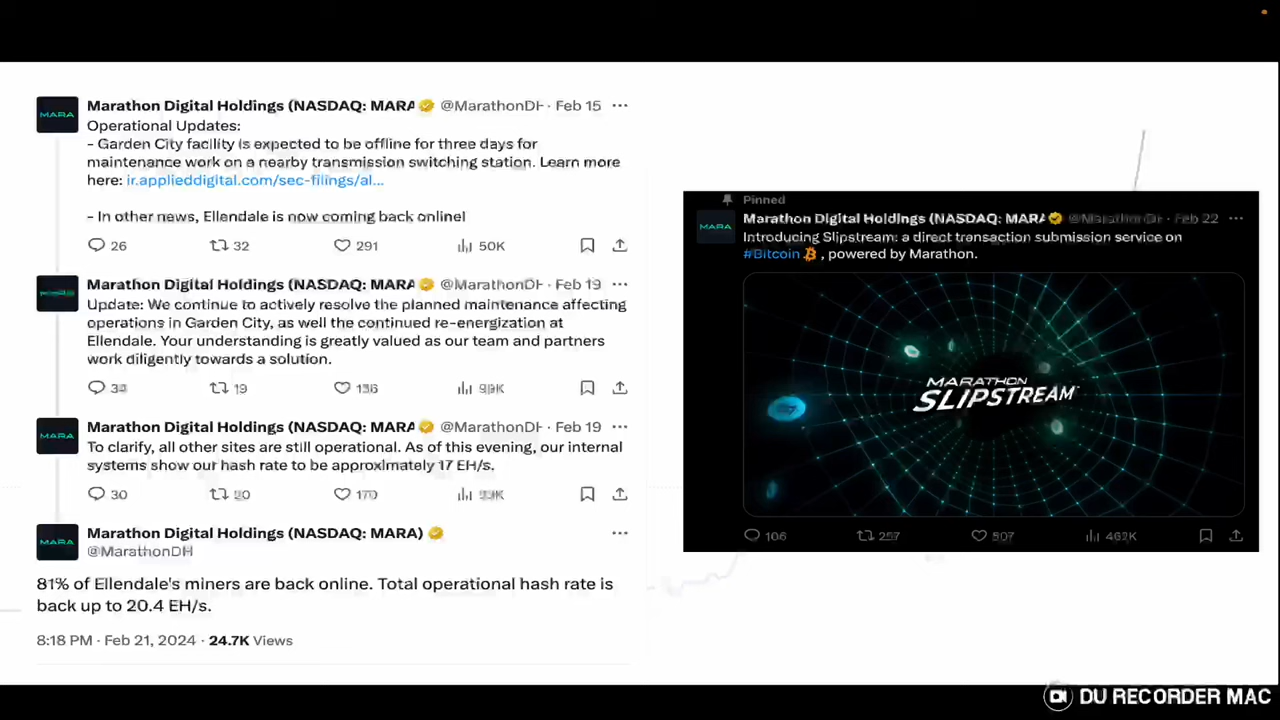 Marathon Digital Holdings (NASDAQ: MARA @MarathonDH · Feb 15 ···
Operational Updates:
- Garden City facility is expected to be offline for three days for
maintenance work on a nearby transmission switching station. Learn more
here: ir.applieddigital.com/sec-filings/al...
- In other news, Ellendale is now coming back online!
26 32 291 50K
Marathon Digital Holdings (NASDAQ: MARA @MarathonDH · Feb 19 ···
Update: We continue to actively resolve the planned maintenance affecting
operations in Garden City, as well the continued re-energization at
Ellendale. Your understanding is greatly valued as our team and partners
work diligently towards a solution.
19
Marathon Digital Holdings (NASDAQ: MARA @MarathonDH · Feb 19 ···
To clarify, all other sites are still operational. As of this evening, our internal
systems show our hash rate to be approximately 17 EH/s.
30 170
MARA
Marathon Digital Holdings (NASDAQ: MARA)
@MarathonDH
81% of Ellendale's miners are back online. Total operational hash rate is
back up to 20.4 EH/s.
8:18 PM · Feb 21, 2024 · 24.7K Views
Pinned
MARA
Marathon Digital Holdings (NASDAQ: MARA Feb 22 ···
Introducing Slipstream: a direct transaction submission service on
#Bitcoin , powered by Marathon.
MARATHON
SLIPSTREAM
106 257
DU RECORDER MAC